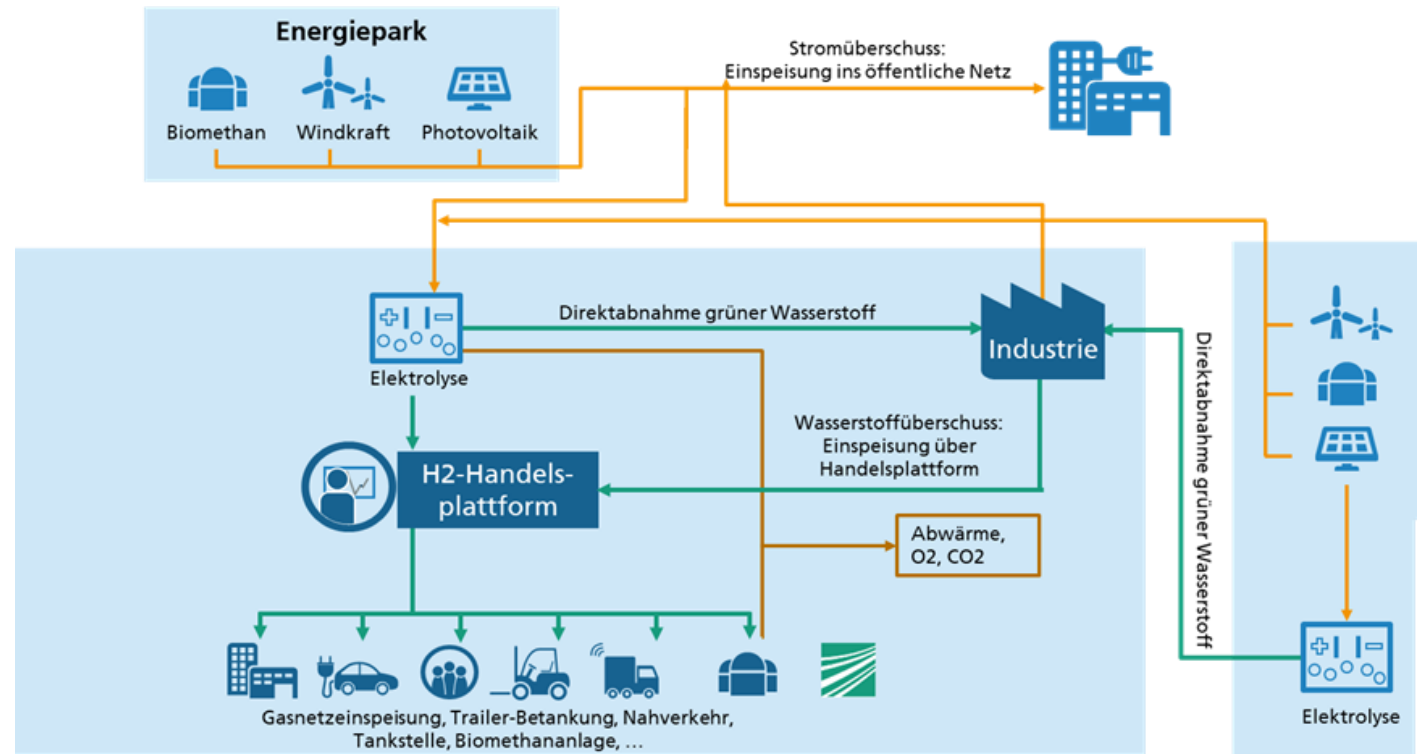 Energiepark
Biomethan
Windkraft
Photovoltaik
Stromüberschuss:
Einspeisung ins öffentliche Netz
Elektrolyse
Direktabnahme grüner Wasserstoff
Industrie
Direktabnahme grüner Wasserstoff
Wasserstoffüberschuss:
Einspeisung über
Handelsplattform
H2-Handels-
plattform
Abwärme,
O2, CO2
Gasnetzeinspeisung, Trailer-Betankung, Nahverkehr,
Tankstelle, Biomethananlage, ...
Elektrolyse